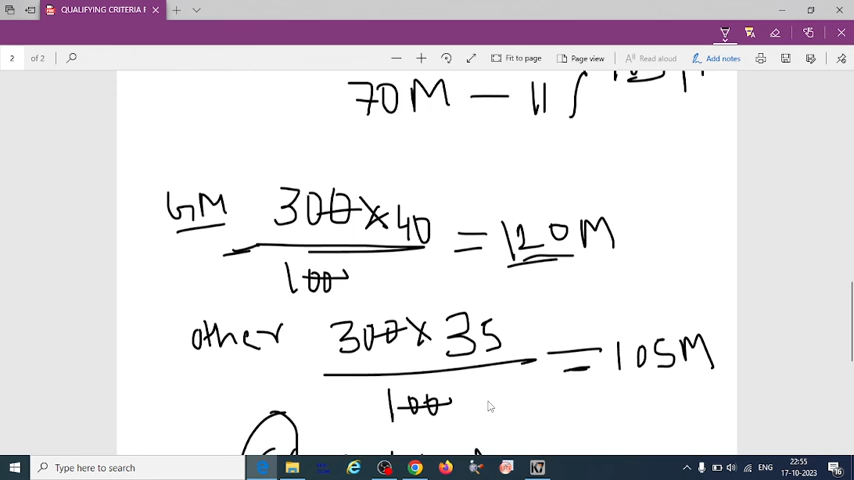 QUALIFYING CRITERIA F
2 of 2
Fit to page
Page view
Read aloud
Add notes
70M — 11
GM 300 x 40 = 120M
100
other 300 x 35 = 105M
100
Type here to search
ENG
22:55
17-10-2023
16